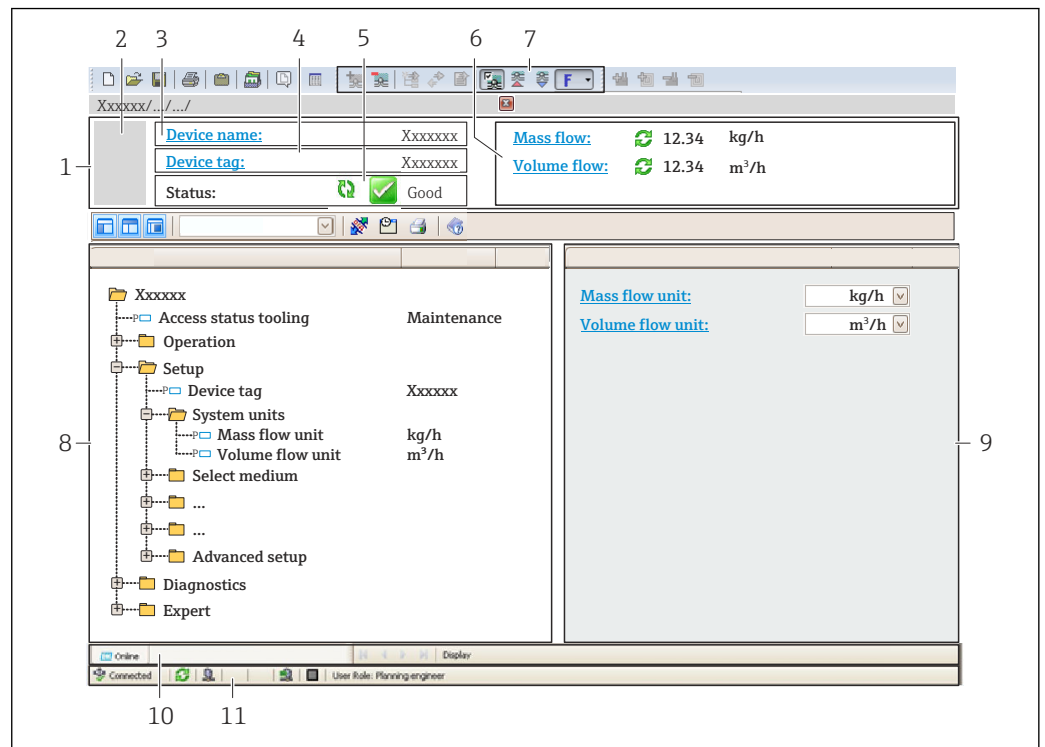 2 3 4 5 6 7
F
Xxxxxx/.../.../
Device name: Xxxxxxx
Mass flow: 12.34 kg/h
1
Device tag: Xxxxxxx
Volume flow: 12.34 m³/h
Status: Good
Xxxxxx
Mass flow unit: kg/h
P Access status tooling Maintenance
Volume flow unit: m³/h
Operation
Setup
P Device tag Xxxxxx
System units
8
P Mass flow unit kg/h
9
P Volume flow unit m³/h
Select medium
...
...
Advanced setup
Diagnostics
Expert
Online Display
Connected User Role: Planning engineer
10 11